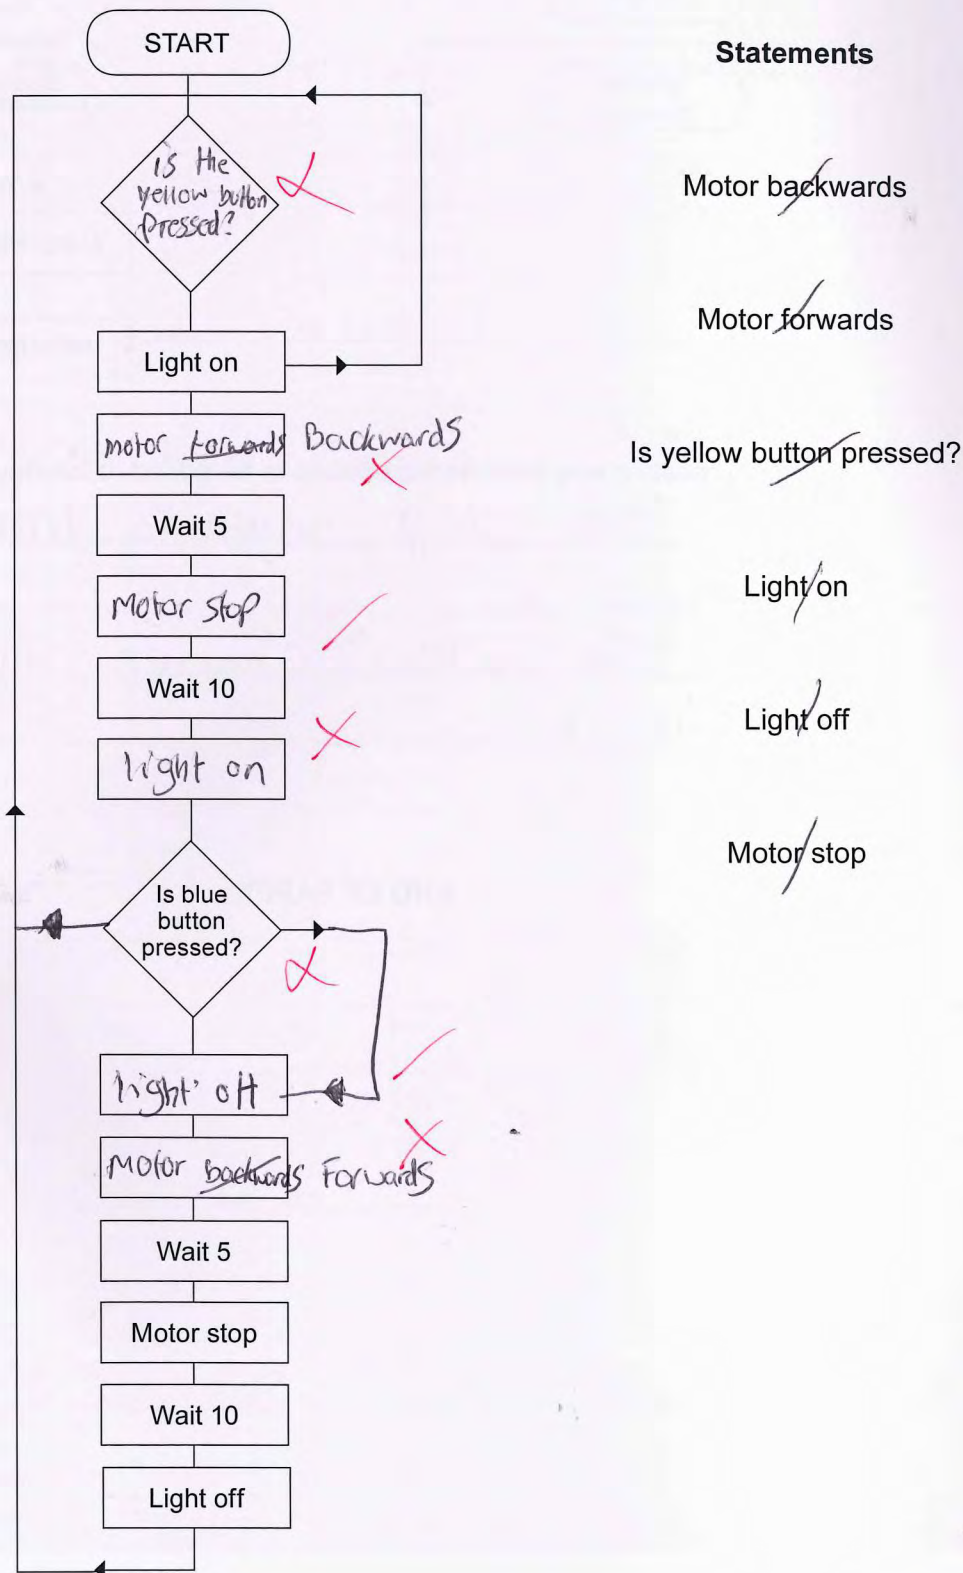 START
Statements
is the
yellow button
pressed?
Motor backwards
Motor forwards
Light on
motor forwards Backwards
Is yellow button pressed?
Wait 5
Motor stop
Light on
Wait 10
Light off
light on
Motor stop
Is blue
button
pressed?
light off
Motor backwards Forwards
Wait 5
Motor stop
Wait 10
Light off